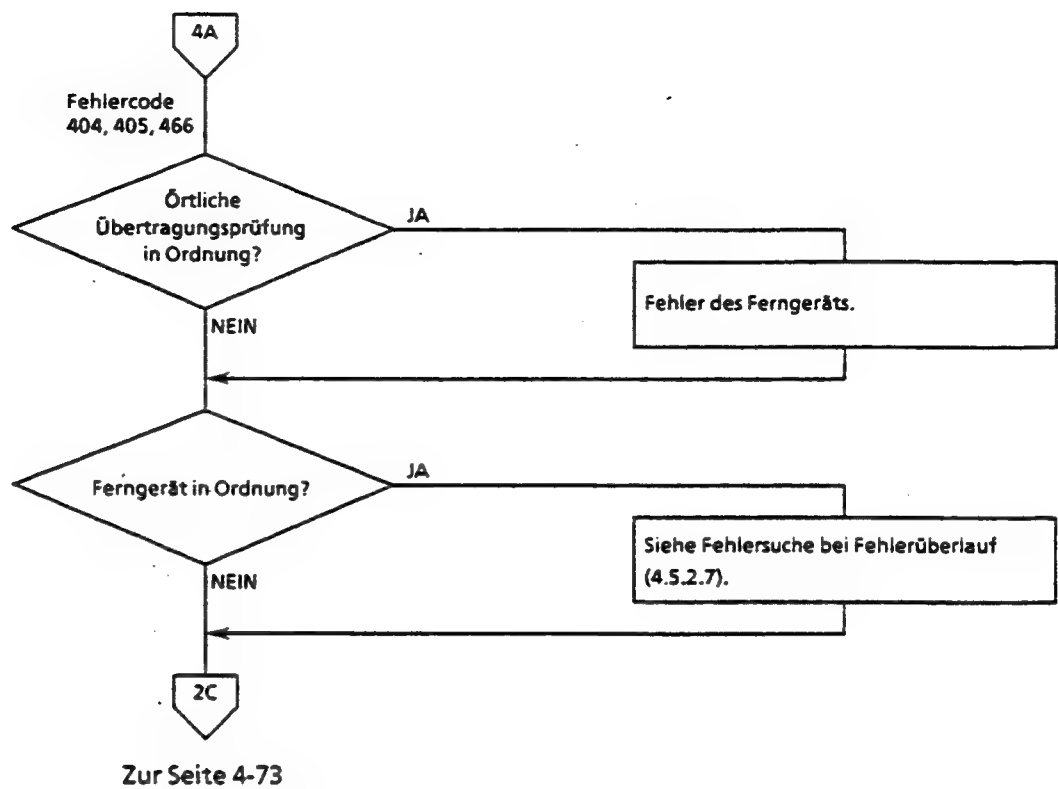 4A
Fehlercode
404, 405, 466
Örtliche
Übertragungsprüfung
in Ordnung?
JA
Fehler des Ferngeräts.
NEIN
Ferngerät in Ordnung?
JA
Siehe Fehlersuche bei Fehlerüberlauf
(4.5.2.7).
NEIN
2C
Zur Seite 4-73